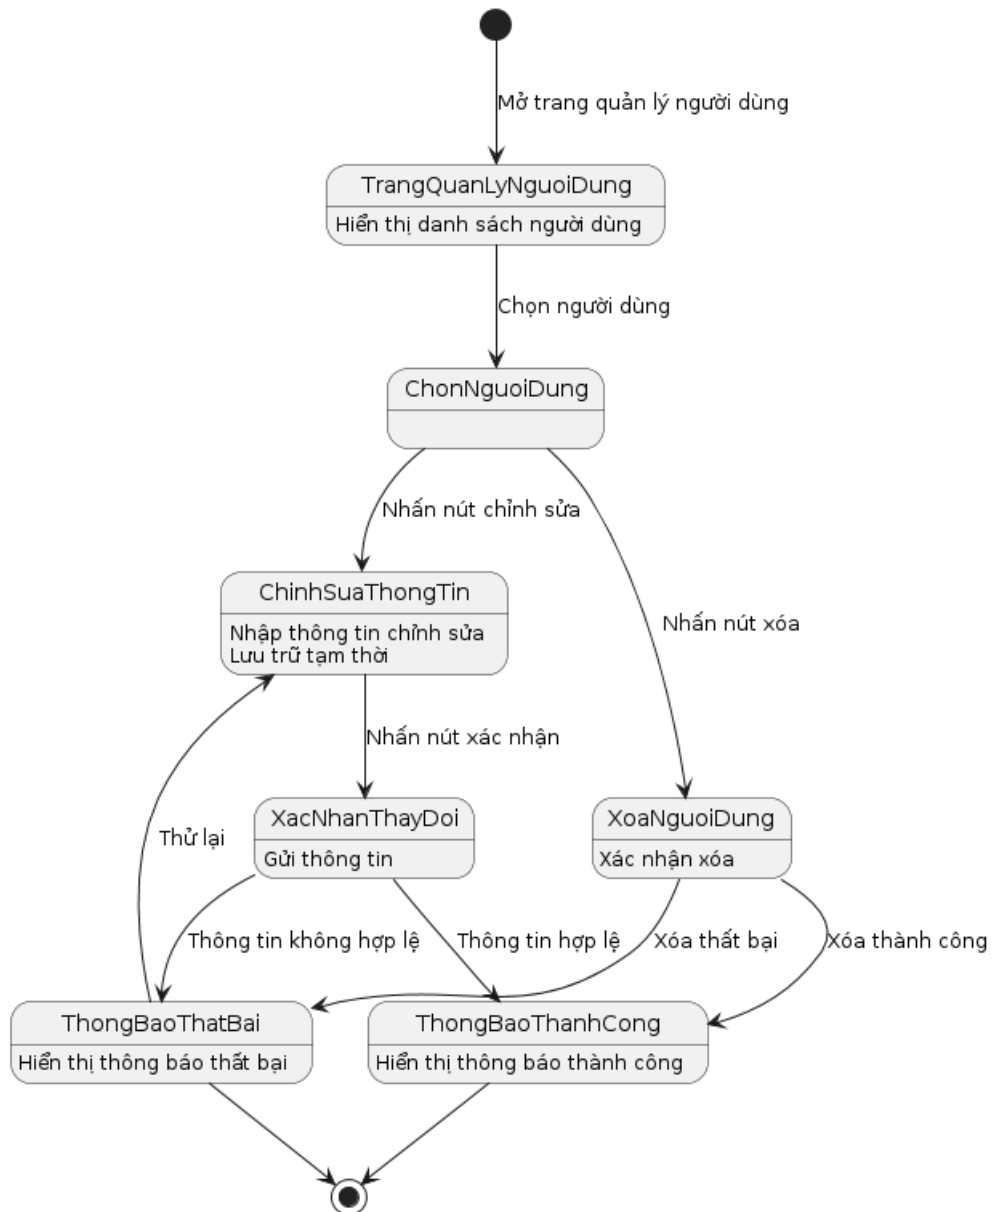 Mở trang quản lý người dùng
TrangQuanLyNguoiDung
Hiển thị danh sách người dùng
Chọn người dùng
ChonNguoiDung
Nhấn nút chỉnh sửa
ChinhSuaThongTin
Nhập thông tin chỉnh sửa
Lưu trữ tạm thời
Nhấn nút xóa
Nhấn nút xác nhận
XacNhanThayDoi
Gửi thông tin
XoaNguoiDung
Xác nhận xóa
Thử lại
Thông tin không hợp lệ
Thông tin hợp lệ
Xóa thất bại
Xóa thành công
ThongBaoThatBai
Hiển thị thông báo thất bại
ThongBaoThanhCong
Hiển thị thông báo thành công